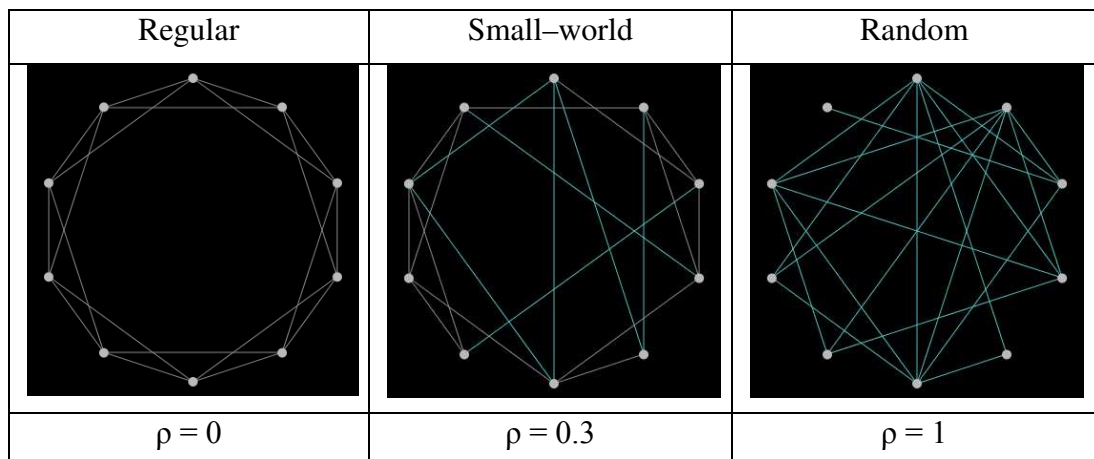 Regular Small–world Random
ρ = 0 ρ = 0.3 ρ = 1